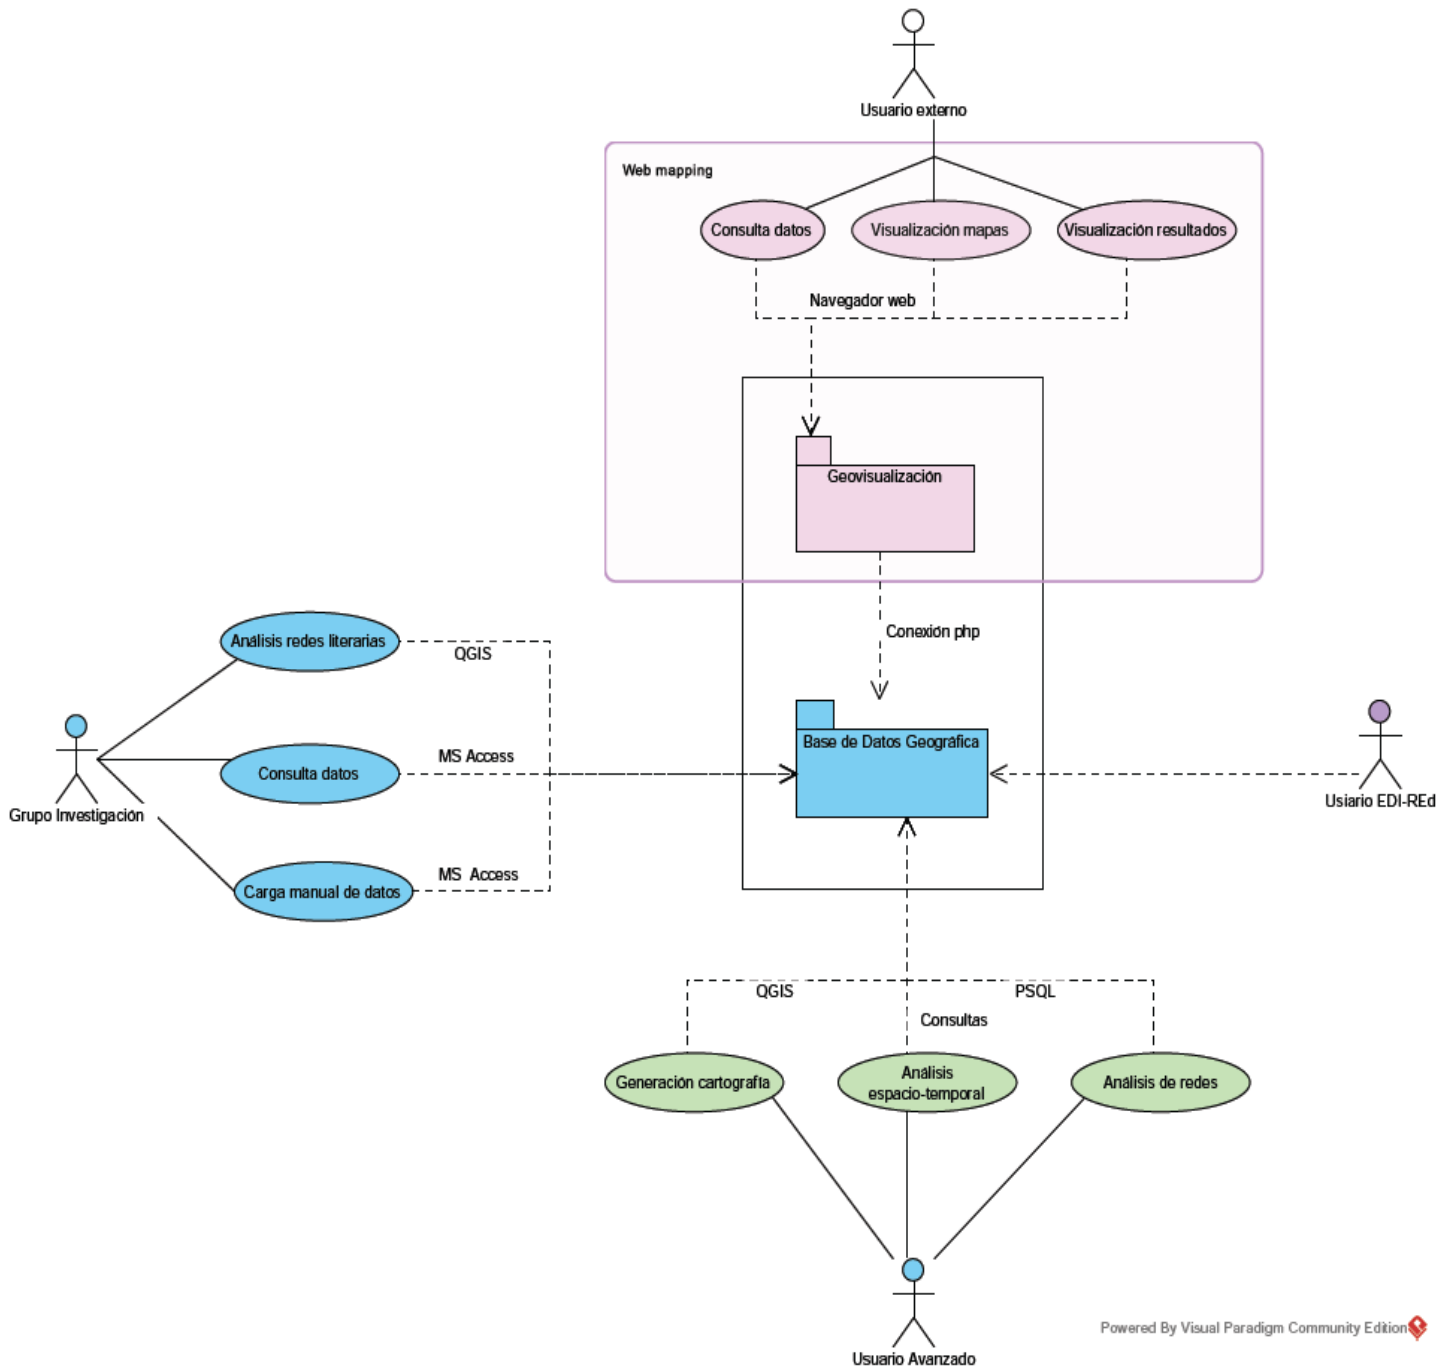 Usuario externo
Web mapping
Consulta datos
Visualización mapas
Visualización resultados
Navegador web
Geovisualización
Conexión php
Análisis redes literarias
QGIS
Grupo Investigación
Consulta datos
MS Access
Base de Datos Geográfica
Usiario EDI-REd
Carga manual de datos
MS Access
QGIS
PSQL
Consultas
Generación cartografía
Análisis
espacio-temporal
Análisis de redes
Usuario Avanzado
Powered By Visual Paradigm Community Edition